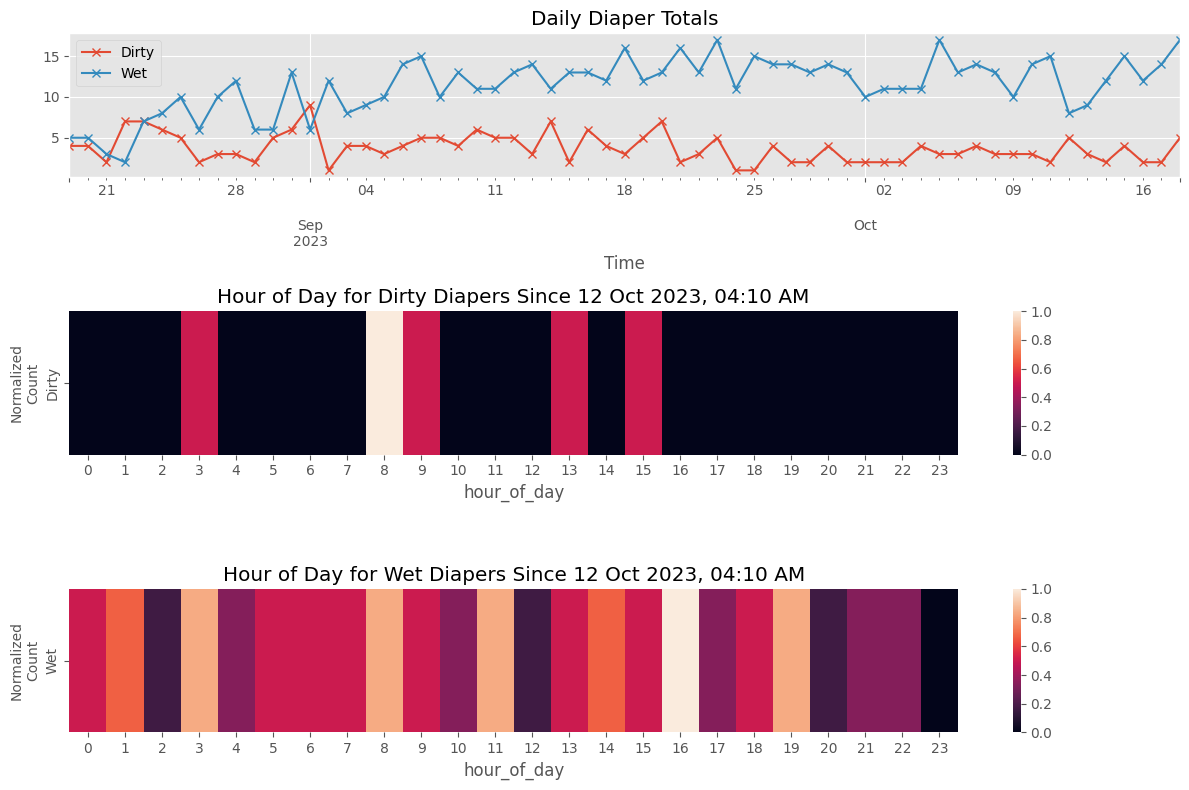 Daily Diaper Totals
Dirty
Wet
15
10
5
21 28 04 11 18 25 02 09 16
Sep Oct
2023
Time
Hour of Day for Dirty Diapers Since 12 Oct 2023, 04:10 AM
Normalized
Count
Dirty
0 1 2 3 4 5 6 7 8 9 10 11 12 13 14 15 16 17 18 19 20 21 22 23
hour_of_day
1.0
0.8
0.6
0.4
0.2
0.0
Hour of Day for Wet Diapers Since 12 Oct 2023, 04:10 AM
Normalized
Count
Wet
0 1 2 3 4 5 6 7 8 9 10 11 12 13 14 15 16 17 18 19 20 21 22 23
hour_of_day
1.0
0.8
0.6
0.4
0.2
0.0